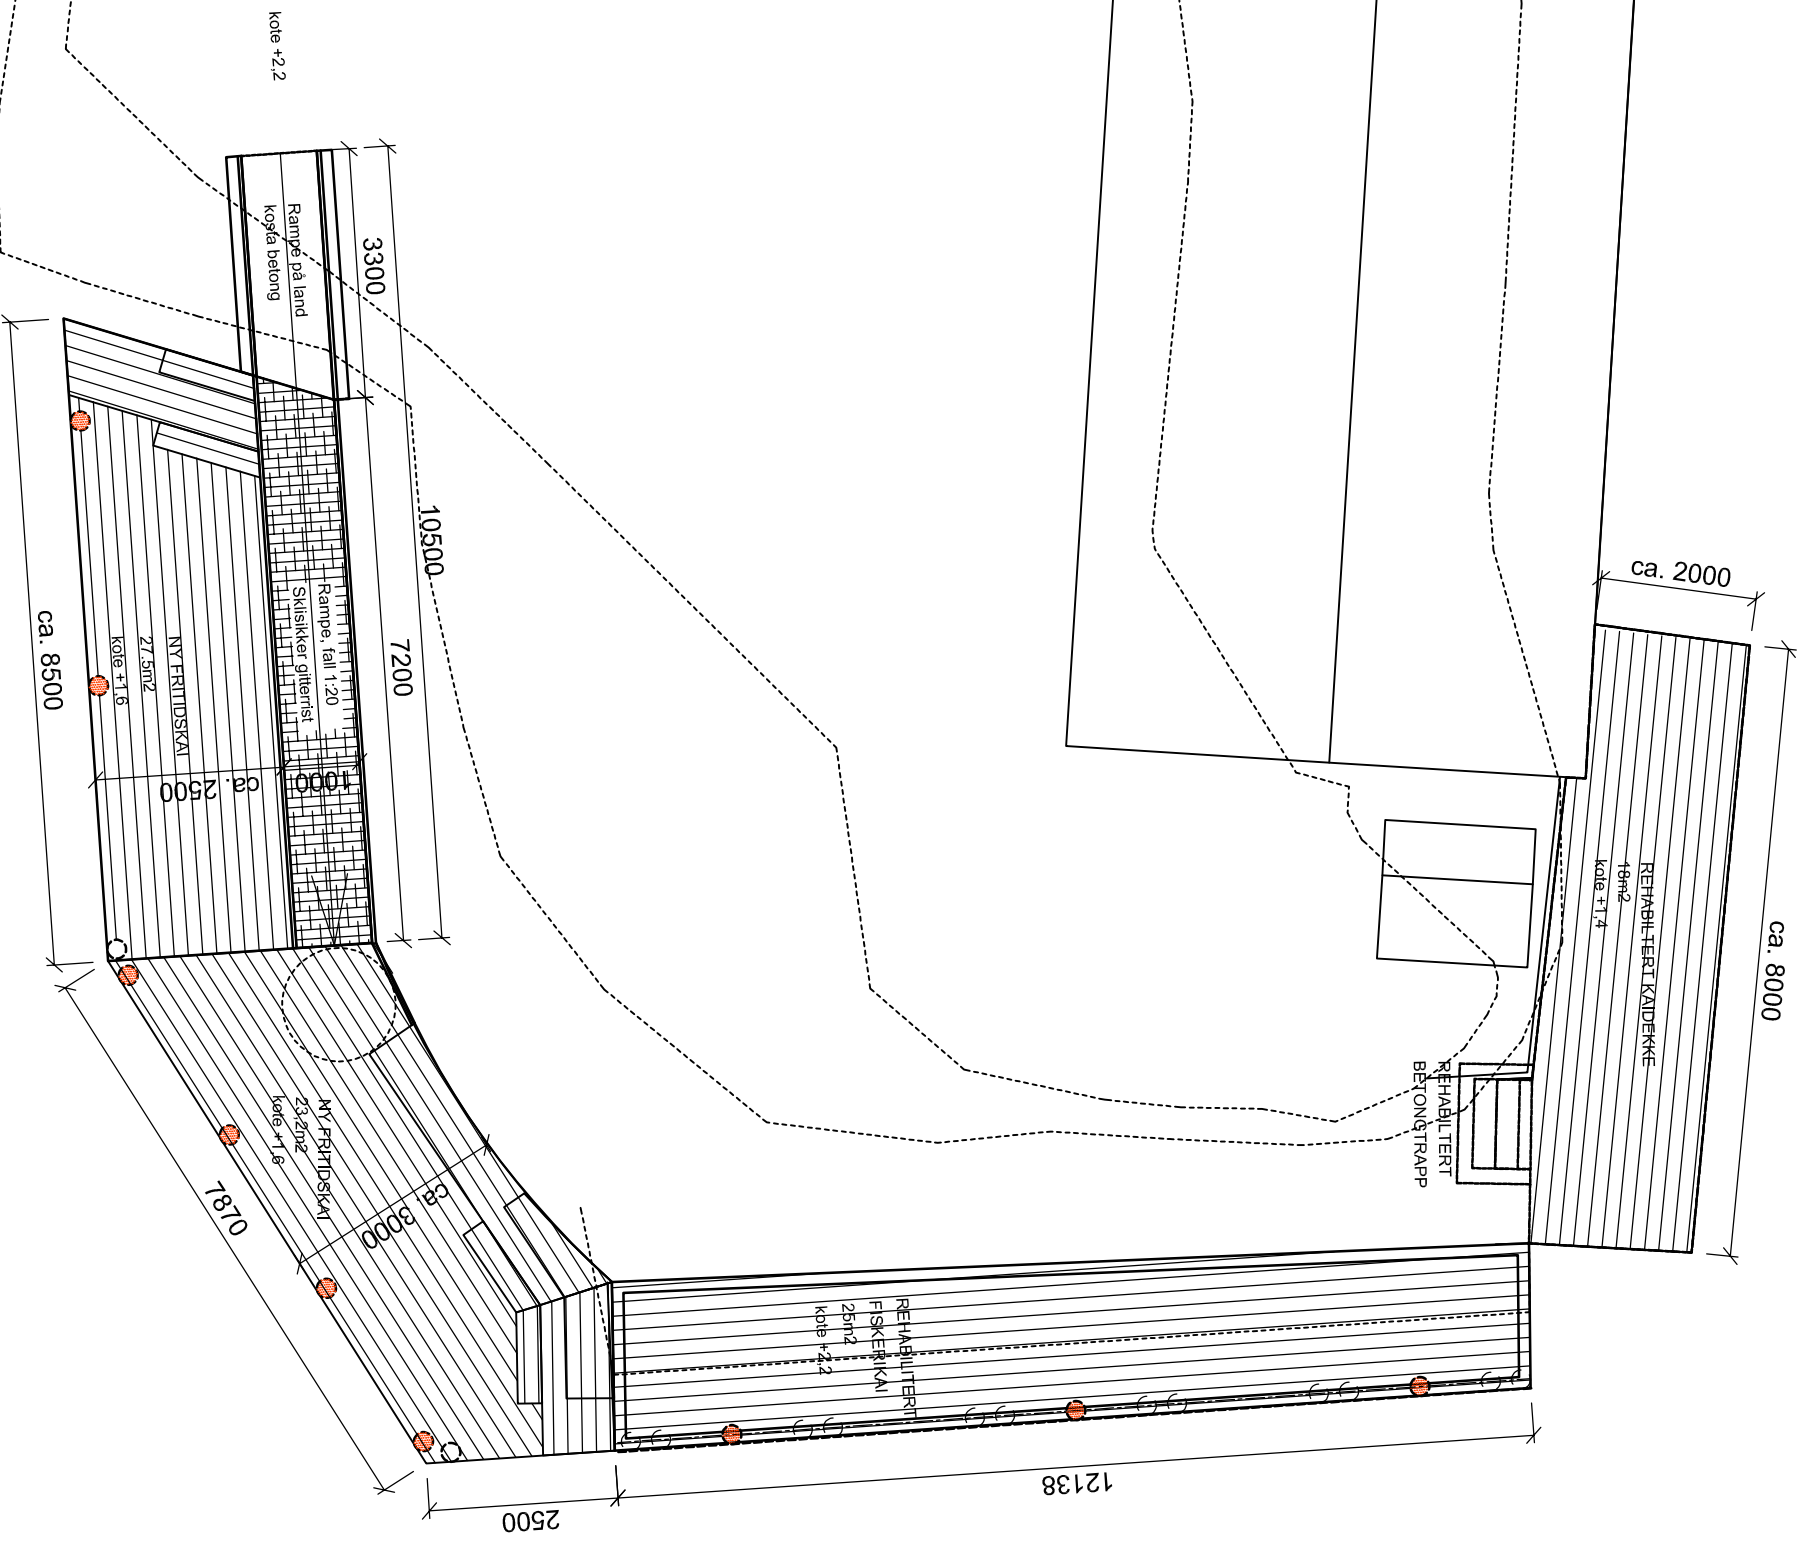 kote +2,2
Rampe på land
kosta betong
3300
10500
7200
Rampe, fall 1:20
Sklisikker gitterrist
ca. 8500
NY FRITIDSKAI
27.5m2
kote +1,6
ca. 2500
1000
ca. 2000
REHABILTERT KAIDEKKE
18m2
kote +1,4
ca. 8000
REHABILTERT
BETONGTRAPP
NY FRITIDSKAI
23,2m2
kote +1,6
ca. 3000
7870
REHABILITERT
FISKERIKAI
25m2
kote +2,2
12138
2500